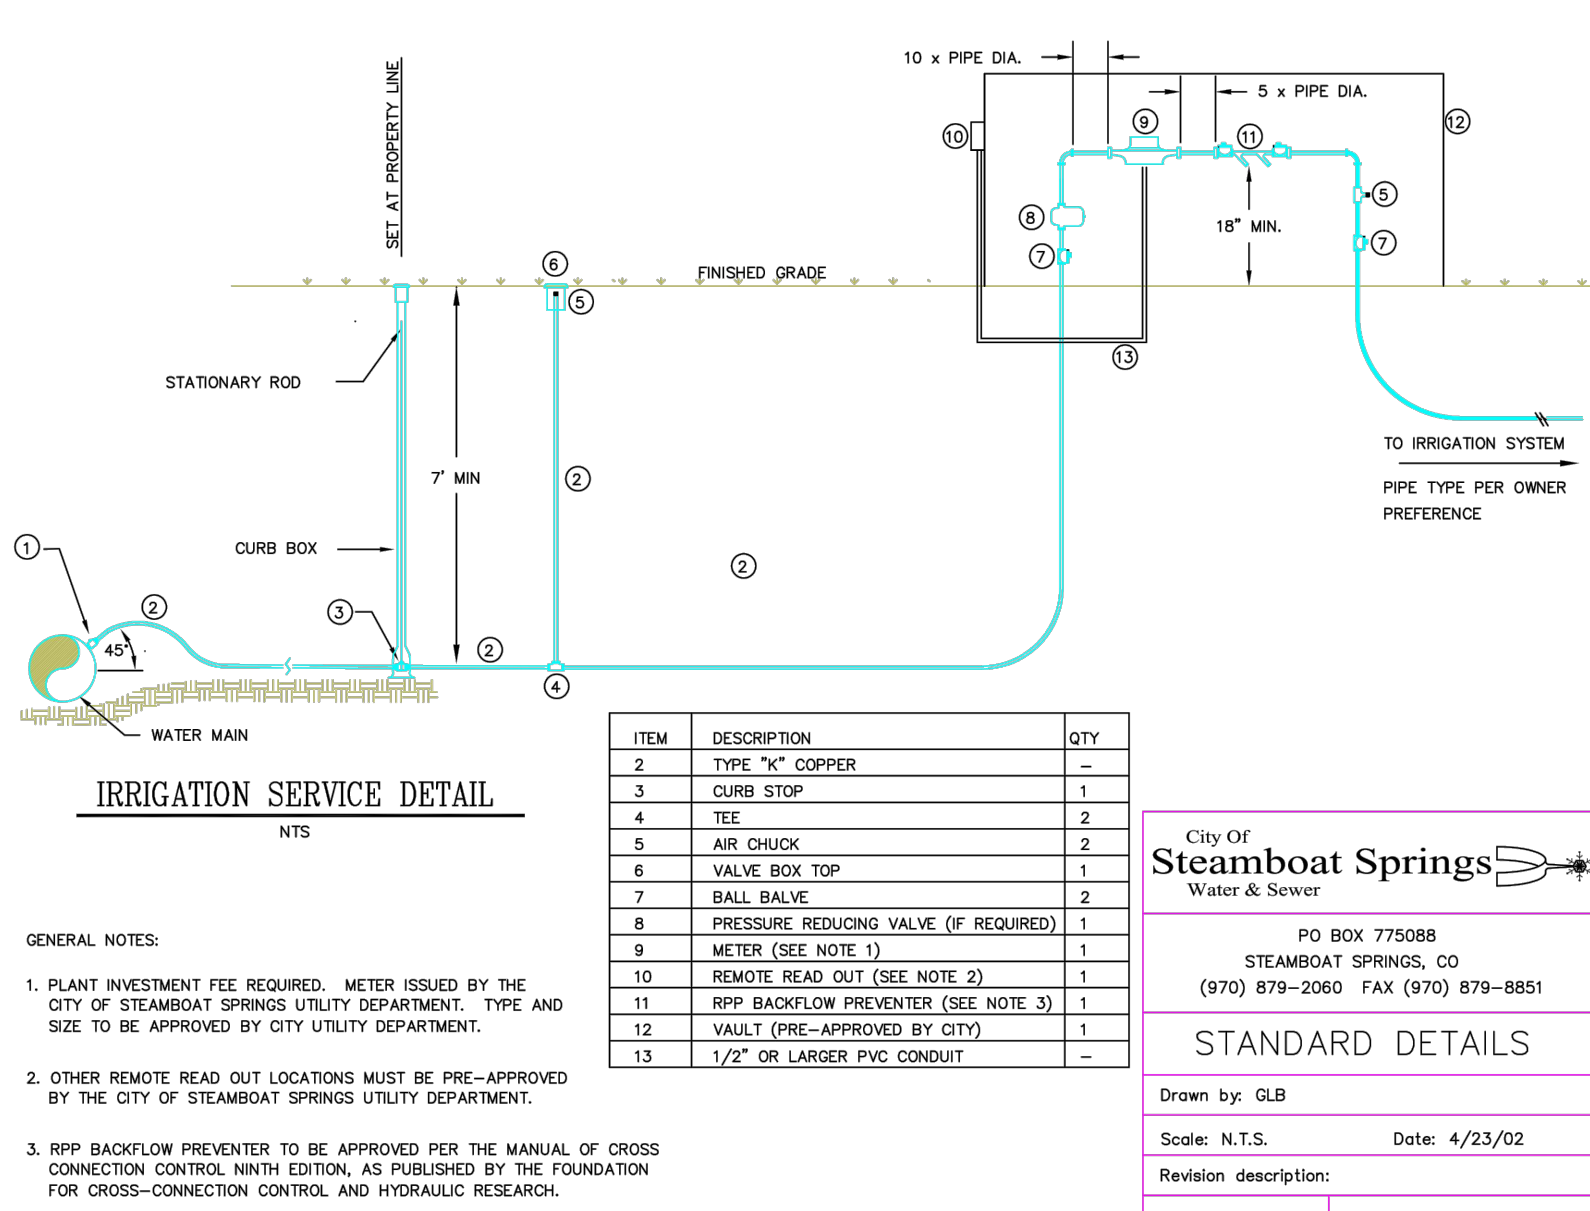 SET AT PROPERTY LINE
10 x PIPE DIA.
5 x PIPE DIA.
9
10
11
12
5
8
18" MIN.
7
7
6
FINISHED GRADE
5
13
STATIONARY ROD
TO IRRIGATION SYSTEM
7' MIN
2
PIPE TYPE PER OWNER
PREFERENCE
1
CURB BOX
2
2
3
45°
2
4
WATER MAIN
IRRIGATION SERVICE DETAIL
NTS
ITEM DESCRIPTION QTY
2 TYPE "K" COPPER –
3 CURB STOP 1
4 TEE 2
5 AIR CHUCK 2
6 VALVE BOX TOP 1
7 BALL BALVE 2
8 PRESSURE REDUCING VALVE (IF REQUIRED) 1
9 METER (SEE NOTE 1) 1
10 REMOTE READ OUT (SEE NOTE 2) 1
11 RPP BACKFLOW PREVENTER (SEE NOTE 3) 1
12 VAULT (PRE–APPROVED BY CITY) 1
13 1/2" OR LARGER PVC CONDUIT –
GENERAL NOTES:
1. PLANT INVESTMENT FEE REQUIRED. METER ISSUED BY THE
CITY OF STEAMBOAT SPRINGS UTILITY DEPARTMENT. TYPE AND
SIZE TO BE APPROVED BY CITY UTILITY DEPARTMENT.
2. OTHER REMOTE READ OUT LOCATIONS MUST BE PRE–APPROVED
BY THE CITY OF STEAMBOAT SPRINGS UTILITY DEPARTMENT.
3. RPP BACKFLOW PREVENTER TO BE APPROVED PER THE MANUAL OF CROSS
CONNECTION CONTROL NINTH EDITION, AS PUBLISHED BY THE FOUNDATION
FOR CROSS–CONNECTION CONTROL AND HYDRAULIC RESEARCH.
City Of
Steamboat Springs
Water & Sewer
PO BOX 775088
STEAMBOAT SPRINGS, CO
(970) 879–2060 FAX (970) 879–8851
STANDARD DETAILS
Drawn by: GLB
Scale: N.T.S. Date: 4/23/02
Revision description: